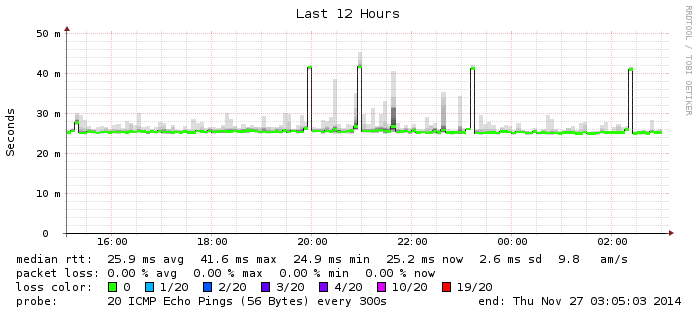 Last 12 Hours
RRDTOOL / TOBI OETIKER
Seconds
50 m
40 m
30 m
20 m
10 m
0
16:00 18:00 20:00 22:00 00:00 02:00
median rtt: 25.9 ms avg 41.6 ms max 24.9 ms min 25.2 ms now 2.6 ms sd 9.8 am/s
packet loss: 0.00 % avg 0.00 % max 0.00 % min 0.00 % now
loss color: 0 1/20 2/20 3/20 4/20 10/20 19/20
probe: 20 ICMP Echo Pings (56 Bytes) every 300s end: Thu Nov 27 03:05:03 2014